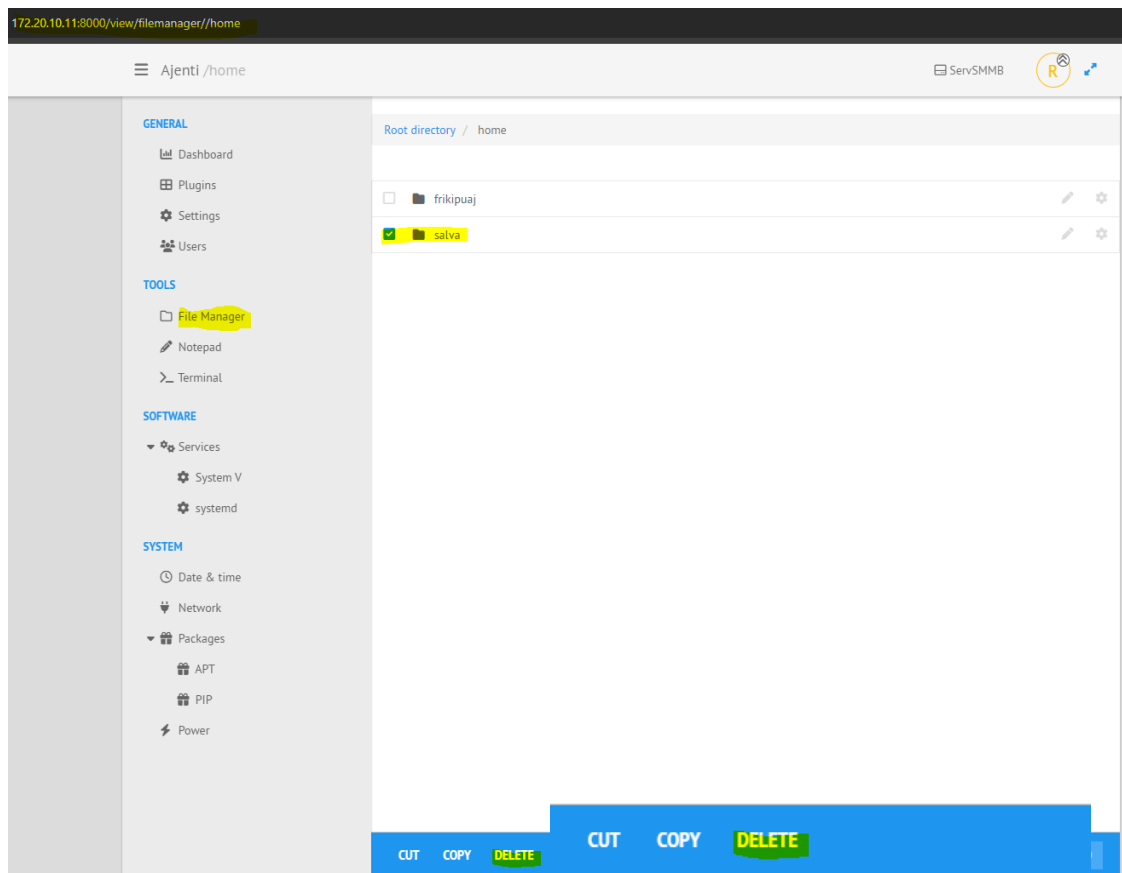 172.20.10.11:8000/view/filemanager//home
Ajenti /home
ServSMMB
R
GENERAL
Dashboard
Plugins
Settings
Users
TOOLS
File Manager
Notepad
Terminal
SOFTWARE
Services
System V
systemd
SYSTEM
Date & time
Network
Packages
APT
PIP
Power
Root directory / home
frikipuaj
salva
CUT COPY DELETE
CUT COPY DELETE